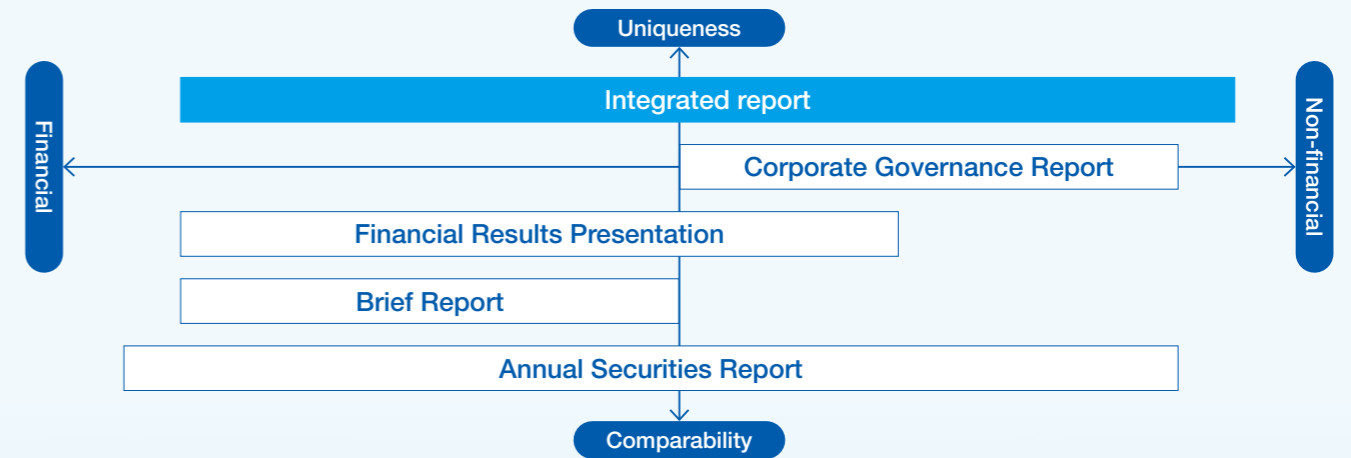 Uniqueness
Integrated report
Financial
Non-financial
Corporate Governance Report
Financial Results Presentation
Brief Report
Annual Securities Report
Comparability